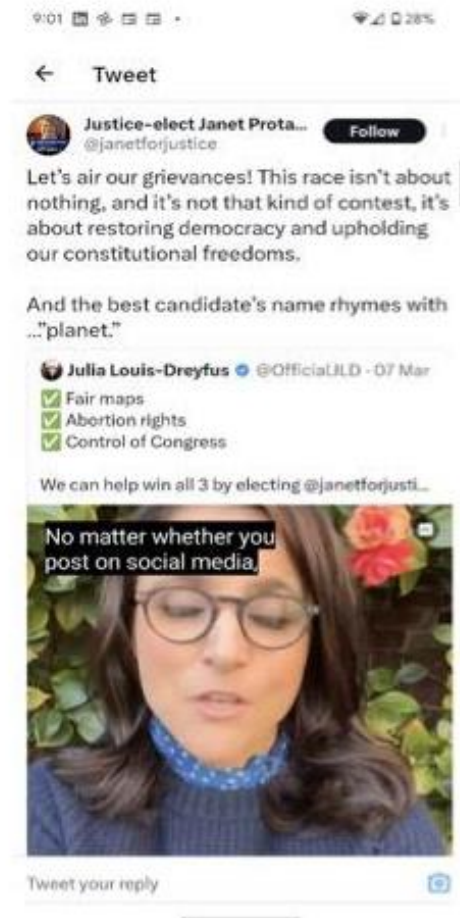 9:01
28%
Tweet
Justice-elect Janet Prota...
Follow
@janetforjustice
Let's air our grievances! This race isn't about
nothing, and it's not that kind of contest, it's
about restoring democracy and upholding
our constitutional freedoms.
And the best candidate's name rhymes with
..."planet."
Julia Louis-Dreyfus @OfficialJLD · 07 Mar
✅ Fair maps
✅ Abortion rights
✅ Control of Congress
We can help win all 3 by electing @janetforjusti...
No matter whether you
post on social media,
Tweet your reply